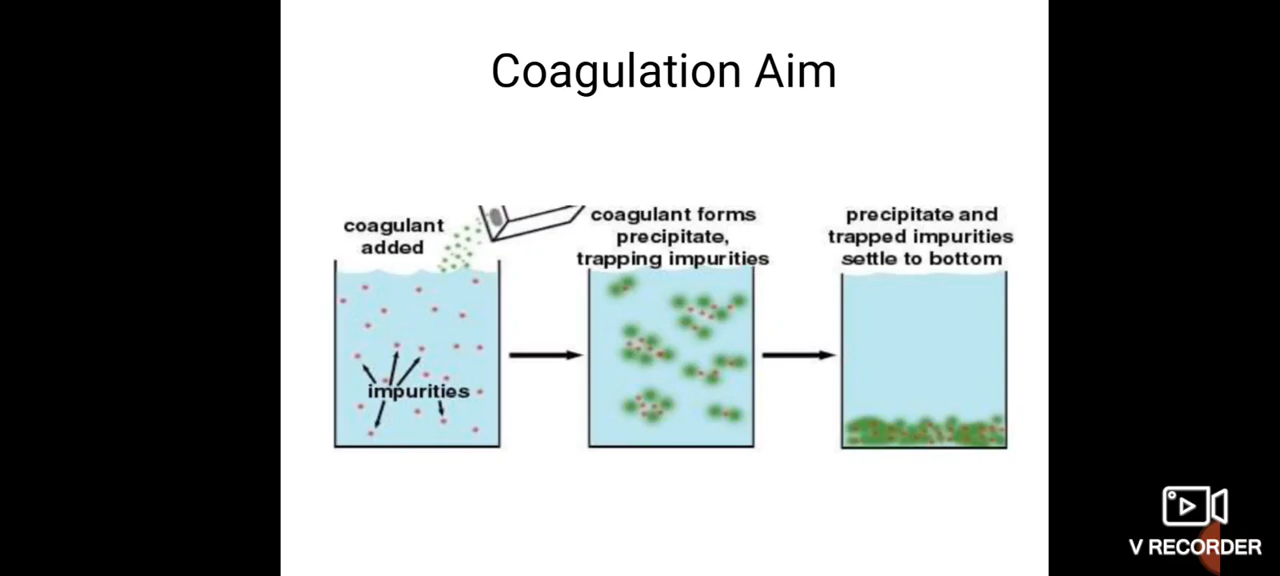 Coagulation Aim
coagulant
added
impurities
coagulant forms
precipitate,
trapping impurities
precipitate and
trapped impurities
settle to bottom
V RECORDER